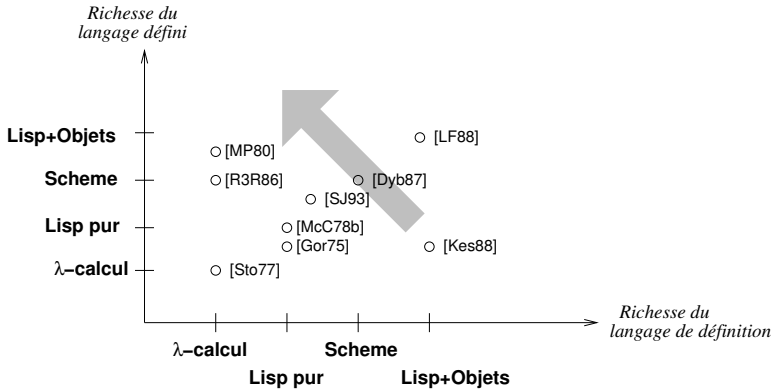 Richesse du
langage défini
Lisp+Objets
[MP80]
[LF88]
Scheme
[R3R86]
[Dyb87]
[SJ93]
Lisp pur
[McC78b]
[Gor75]
[Kes88]
λ−calcul
[Sto77]
Richesse du
langage de définition
λ−calcul
Scheme
Lisp pur
Lisp+Objets